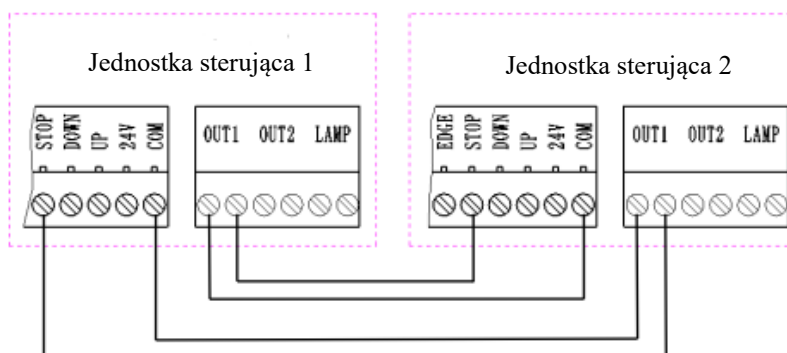 Jednostka sterująca 1
STOP DOWN UP 24V COM
OUT1 OUT2 LAMP
Jednostka sterująca 2
EDGE STOP DOWN UP 24V COM
OUT1 OUT2 LAMP